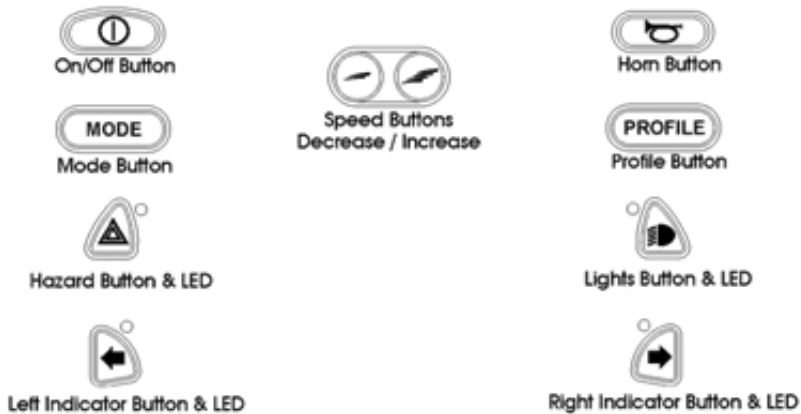 On/Off Button
Speed Buttons
Decrease / Increase
Horn Button
MODE
Mode Button
PROFILE
Profile Button
Hazard Button & LED
Lights Button & LED
Left Indicator Button & LED
Right Indicator Button & LED